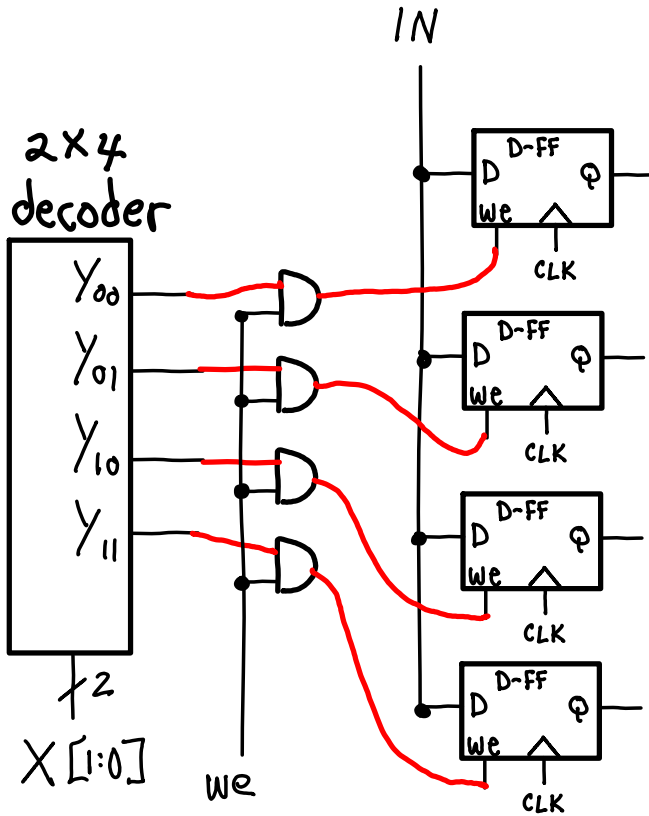 IN
2x4
decoder
Y00
Y01
Y10
Y11
2
X[1:0]
we
D-FF
D
Q
we
CLK
D-FF
D
Q
we
CLK
D-FF
D
Q
we
CLK
D-FF
D
Q
we
CLK